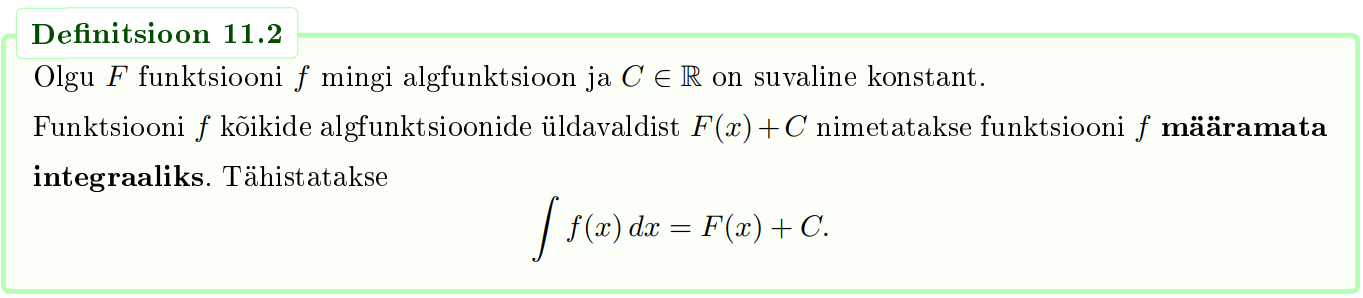 Definitsioon 11.2
Olgu F funktsiooni f mingi algfunktsioon ja C ∈ ℝ on suvaline konstant.
Funktsiooni f kõikide algfunktsioonide üldavaldist F(x) + C nimetatakse funktsiooni f määramata
integraaliks. Tähistatakse
∫ f(x) dx = F(x) + C.